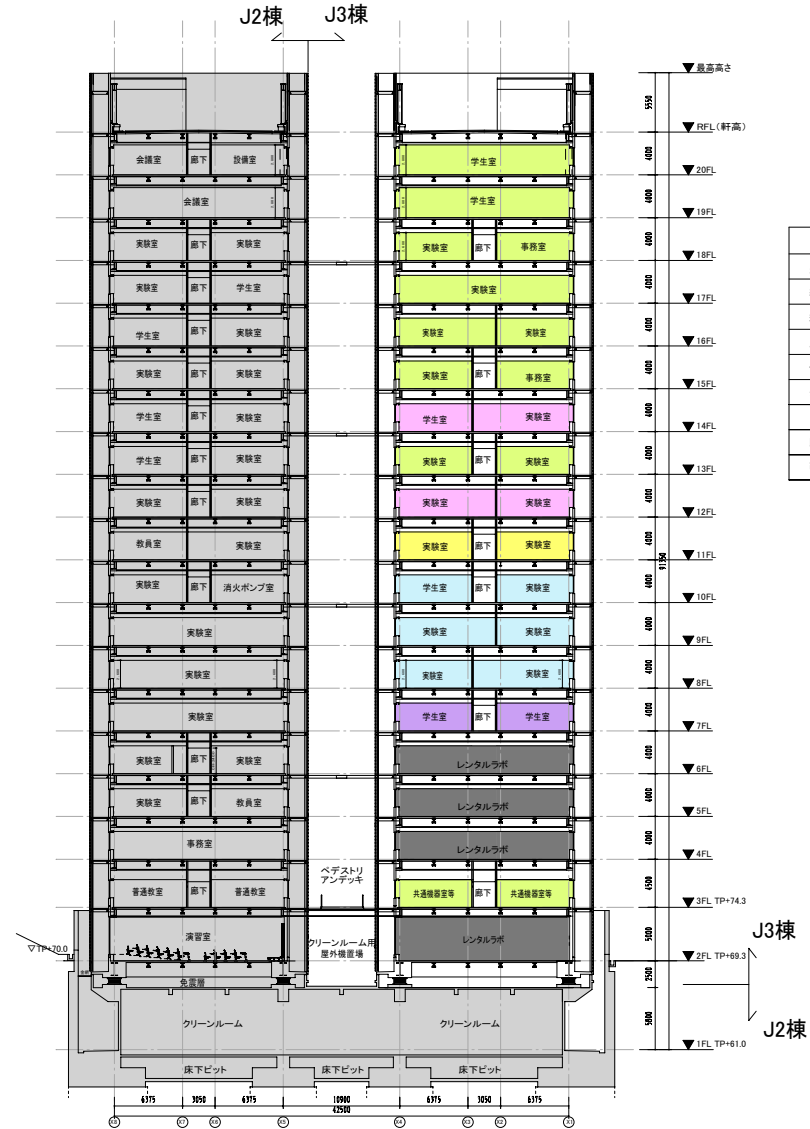 J2棟 J3棟
最高高さ
5550
RFL(軒高)
会議室 廊下 設備室 学生室 4000
20FL
会議室 学生室 4000
19FL
実験室 廊下 実験室 実験室 廊下 事務室 4000
18FL
実験室 廊下 学生室 実験室 4000
17FL
学生室 廊下 実験室 実験室 実験室 4000
16FL
実験室 廊下 実験室 実験室 廊下 事務室 4000
15FL
学生室 廊下 実験室 学生室 実験室 4000
14FL
学生室 廊下 実験室 実験室 廊下 実験室 4000
13FL
実験室 廊下 実験室 実験室 実験室 4000
12FL
教員室 実験室 実験室 廊下 実験室 4000
91350
11FL
実験室 廊下 消火ポンプ室 学生室 廊下 実験室 4000
10FL
実験室 実験室 実験室 4000
9FL
実験室 実験室 実験室 4000
8FL
実験室 学生室 廊下 学生室 4000
7FL
実験室 廊下 実験室 レンタルラボ 4000
6FL
実験室 廊下 教員室 レンタルラボ 4000
5FL
事務室 レンタルラボ 4000
4FL
ペデストリ
アンデッキ
普通教室 廊下 普通教室 共通機器室等 廊下 共通機器室等 4500
3FL TP+74.3
演習室 クリーンルーム用
屋外機置場 レンタルラボ 5000
▽TP+70.0
J3棟
2FL TP+69.3
免震層 2500
J2棟
クリーンルーム クリーンルーム 5800
1FL TP+61.0
床下ピット 床下ピット 床下ピット
6375 3050 6375 10900 6375 3050 6375
42500
X8 X7 X6 X5 X4 X3 X2 X1